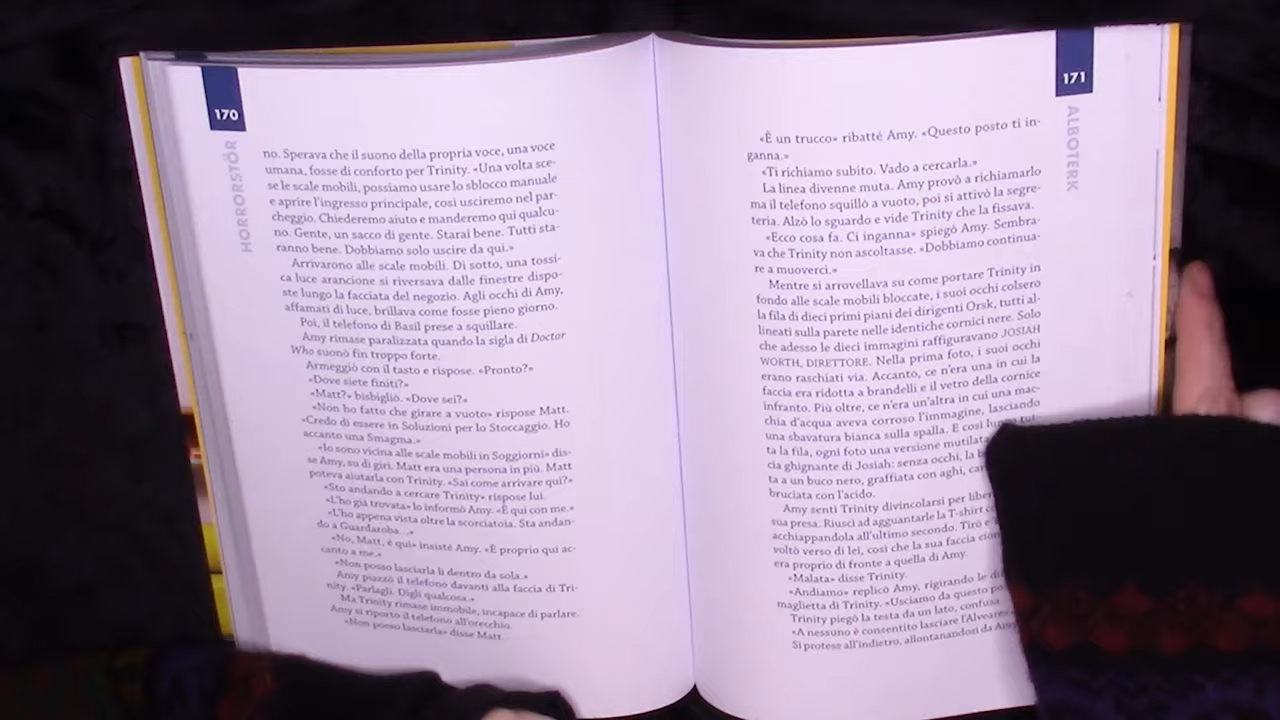 170
HORRORSTÖR
no. Sperava che il suono della propria voce, una voce
umana, fosse di conforto per Trinity. «Una volta sce-
se le scale mobili, possiamo usare lo sblocco manuale
e aprire l'ingresso principale, così usciremo nel par-
cheggio. Chiederemo aiuto e manderemo qui qualcu-
no. Gente, un sacco di gente. Starai bene. Tutti sta-
ranno bene. Dobbiamo solo uscire da qui.»
Arrivarono alle scale mobili. Di sotto, una tossi-
ca luce arancione si riversava dalle finestre dispo-
ste lungo la facciata del negozio. Agli occhi di Amy,
affamati di luce, brillava come fosse pieno giorno.
Poi, il telefono di Basil prese a squillare.
Amy rimase paralizzata quando la sigla di Doctor
Who suonò fin troppo forte.
Armeggiò con il tasto e rispose. «Pronto?»
«Dove siete finiti?»
«Matt?» bisbigliò. «Dove sei?»
«Non ho fatto che girare a vuoto» rispose Matt.
«Credo di essere in Soluzioni per lo Stoccaggio. Ho
accanto una Smagma.»
«Io sono vicina alle scale mobili in Soggiorni» dis-
se Amy, su di giri. Matt era una persona in più. Matt
poteva aiutarla con Trinity. «Sai come arrivare qui?»
«Sto andando a cercare Trinity» rispose lui.
«L'ho già trovata» lo informò Amy. «È qui con me.»
«L'ho appena vista oltre la scorciatoia. Sta andan-
do a Guardaroba...»
«No, Matt, è qui» insisté Amy. «È proprio qui ac-
canto a me.»
«Non posso lasciarla lì dentro da sola.»
Amy piazzò il telefono davanti alla faccia di Tri-
nity. «Parlagli. Digli qualcosa.»
Ma Trinity rimase immobile, incapace di parlare.
Amy si riportò il telefono all'orecchio.
«Non posso lasciarla» disse Matt.
171
ALBOTERK
«È un trucco» ribatté Amy. «Questo posto ti in-
ganna.»
«Ti richiamo subito. Vado a cercarla.»
La linea divenne muta. Amy provò a richiamarlo
ma il telefono squillò a vuoto, poi si attivò la segre-
teria. Alzò lo sguardo e vide Trinity che la fissava.
«Ecco cosa fa. Ci inganna» spiegò Amy. Sembra-
va che Trinity non ascoltasse. «Dobbiamo continua-
re a muoverci.»
Mentre si arrovellava su come portare Trinity in
fondo alle scale mobili bloccate, i suoi occhi colsero
la fila di dieci primi piani dei dirigenti Orsk, tutti al-
lineati sulla parete nelle identiche cornici nere. Solo
che adesso le dieci immagini raffiguravano JOSIAH
WORTH, DIRETTORE. Nella prima foto, i suoi occhi
erano raschiati via. Accanto, ce n'era una in cui la
faccia era ridotta a brandelli e il vetro della cornice
infranto. Più oltre, ce n'era un'altra in cui una mac-
chia d'acqua aveva corroso l'immagine, lasciando
una sbavatura bianca sulla spalla. E così lungo tut-
ta la fila, ogni foto una versione mutilata
cia ghignante di Josiah: senza occhi, la
ta a un buco nero, graffiata con aghi,
bruciata con l'acido.
Amy sentì Trinity divincolarsi per
sua presa. Riuscì ad agguantarle la T-shirt
acchiappandola all'ultimo secondo. Tirò e
voltò verso di lei, così che la sua faccia
era proprio di fronte a quella di Amy.
«Malata» disse Trinity.
«Andiamo» replicò Amy, rigirando le
maglietta di Trinity. «Usciamo da questo
Trinity piegò la testa da un lato, confusa
«A nessuno è consentito lasciare l'Alveare»
Si protese all'indietro, allontanandosi da Amy